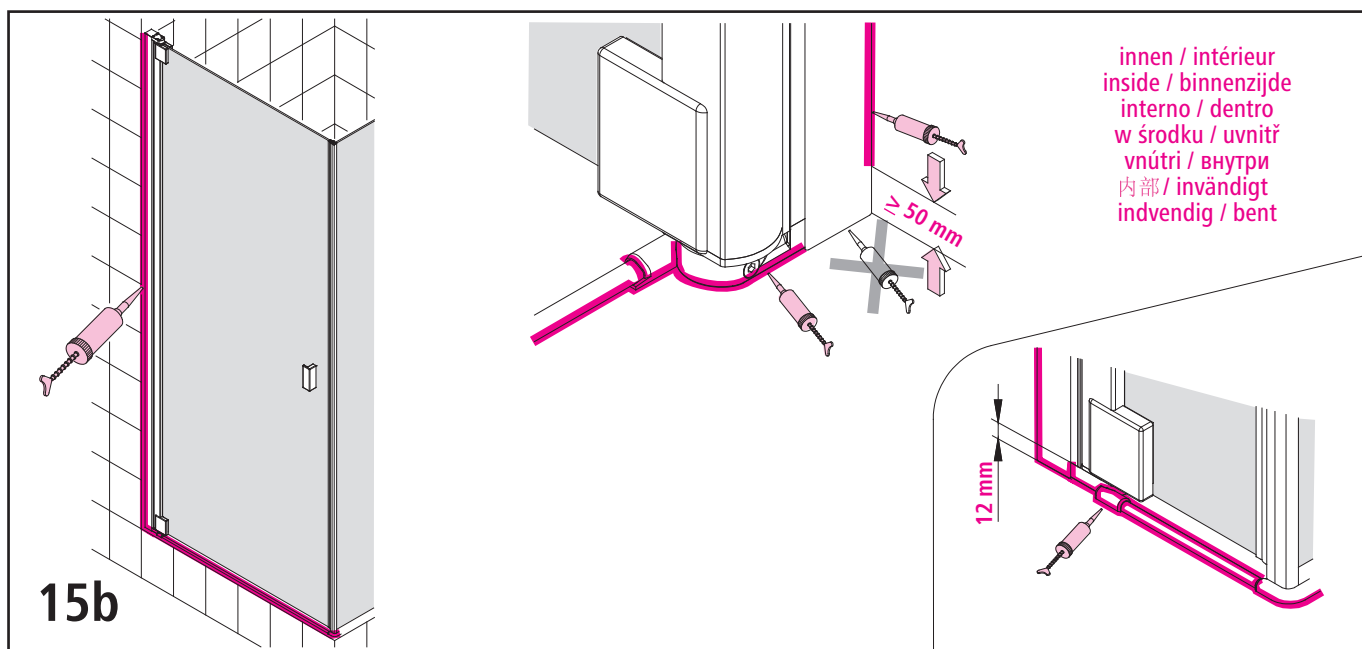 innen / intérieur
inside / binnenzijde
interno / dentro
w środku / uvnitř
vnútri / внутри
内部 / invändigt
indvendig / bent
≥ 50 mm
12 mm
15b